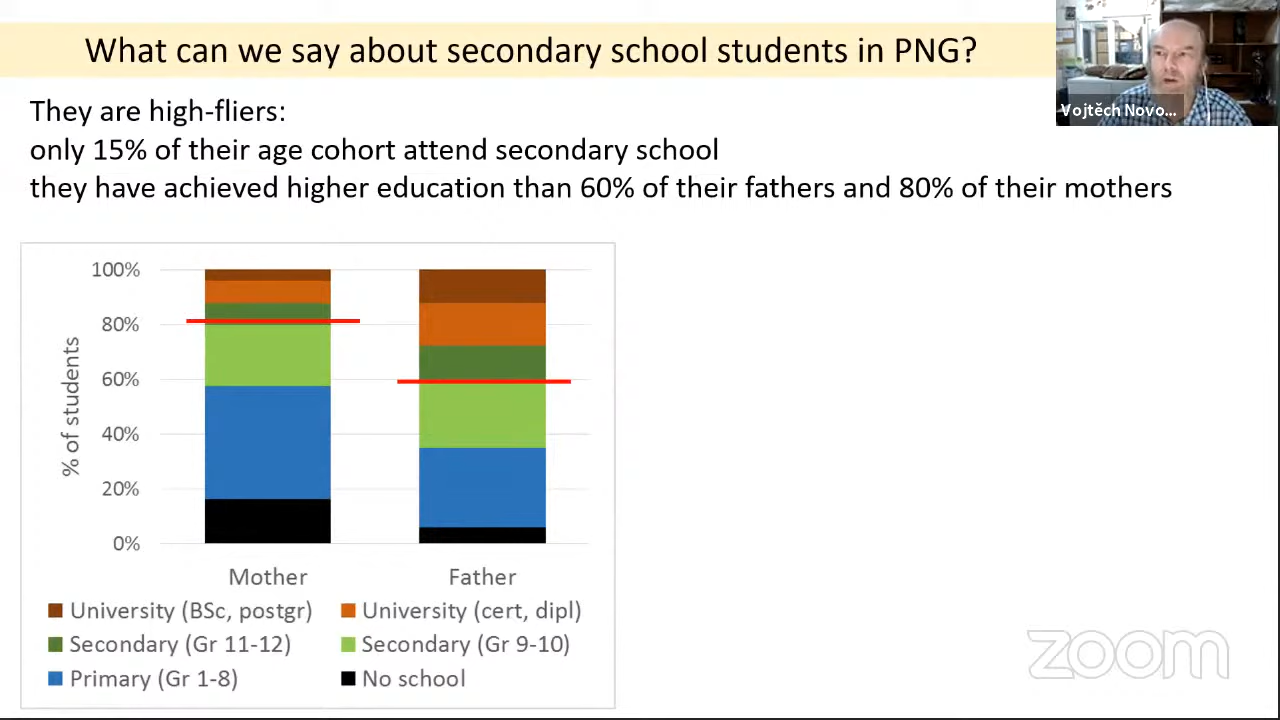 What can we say about secondary school students in PNG?
Vojtěch Novo...
They are high-fliers:
only 15% of their age cohort attend secondary school
they have achieved higher education than 60% of their fathers and 80% of their mothers
100%
80%
60%
40%
20%
0%
% of students
Mother Father
University (BSc, postgr) University (cert, dipl)
Secondary (Gr 11-12) Secondary (Gr 9-10)
Primary (Gr 1-8) No school
zoom